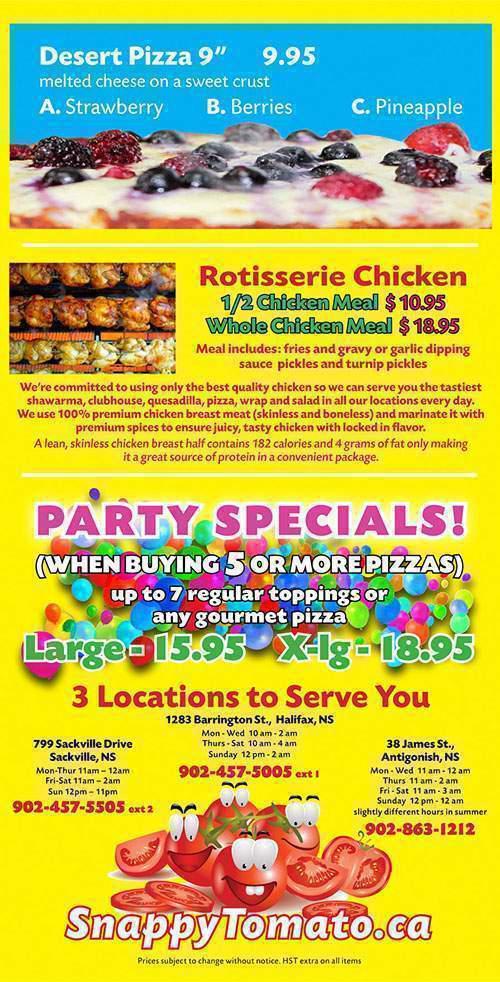 Desert Pizza 9” 9.95
melted cheese on a sweet crust
A. Strawberry B. Berries C. Pineapple
Rotisserie Chicken
1/2 Chicken Meal $ 10.95
Whole Chicken Meal $ 18.95
Meal includes: fries and gravy or garlic dipping
sauce pickles and turnip pickles
We're committed to using only the best quality chicken so we can serve you the tastiest
shawarma, clubhouse, quesadilla, pizza, wrap and salad in all our locations every day.
We use 100% premium chicken breast meat (skinless and boneless) and marinate it with
premium spices to ensure juicy, tasty chicken with locked in flavor.
A lean, skinless chicken breast half contains 182 calories and 4 grams of fat only making
it a great source of protein in a convenient package.
PARTY SPECIALS!
(WHEN BUYING 5 OR MORE PIZZAS)
up to 7 regular toppings or
any gourmet pizza
Large - 15.95 X-lg - 18.95
3 Locations to Serve You
1283 Barrington St., Halifax, NS
Mon - Wed 10 am - 2 am
Thurs - Sat 10 am - 4 am
Sunday 12 pm - 2 am
902-457-5005 ext 1
799 Sackville Drive
Sackville, NS
Mon-Thur 11am – 12am
Fri-Sat 11am – 2am
Sun 12pm – 11pm
902-457-5505 ext 2
38 James St.,
Antigonish, NS
Mon - Wed 11 am - 12 am
Thurs 11 am - 2 am
Fri - Sat 11 am - 3 am
Sunday 12 pm - 12 am
slightly different hours in summer
902-863-1212
SnappyTomato.ca
Prices subject to change without notice. HST extra on all items